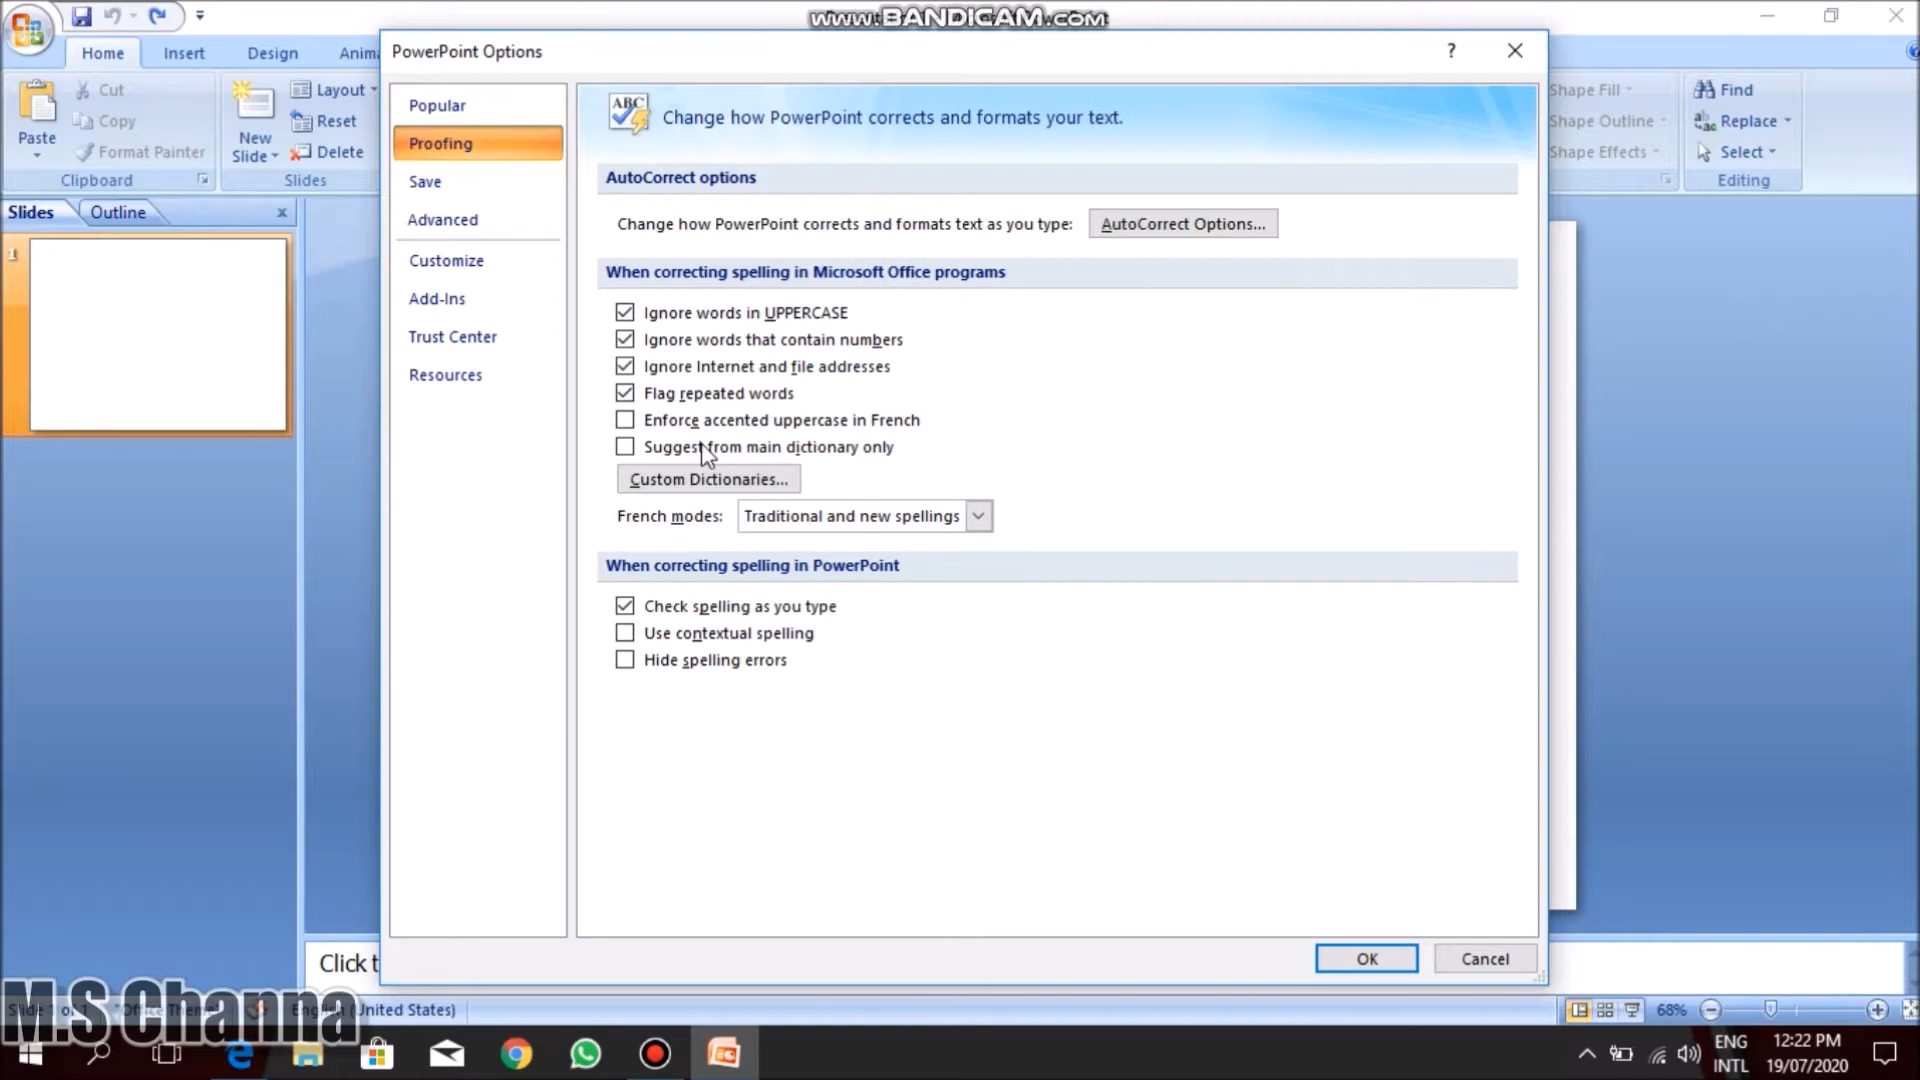 www.BANDICAM.com
Home
Insert
Design
Anima
Paste
Cut
Copy
Format Painter
Clipboard
New
Slide
Layout
Reset
Delete
Slides
Shape Fill
Shape Outline
Shape Effects
Find
Replace
Select
Editing
Slides
Outline
1
PowerPoint Options
?
Popular
Proofing
Save
Advanced
Customize
Add-Ins
Trust Center
Resources
ABC
Change how PowerPoint corrects and formats your text.
AutoCorrect options
Change how PowerPoint corrects and formats text as you type:
AutoCorrect Options...
When correcting spelling in Microsoft Office programs
Ignore words in UPPERCASE
Ignore words that contain numbers
Ignore Internet and file addresses
Flag repeated words
Enforce accented uppercase in French
Suggest from main dictionary only
Custom Dictionaries...
French modes:
Traditional and new spellings
When correcting spelling in PowerPoint
Check spelling as you type
Use contextual spelling
Hide spelling errors
OK
Cancel
Click t
M.S Channa
English (United States)
68%
ENG
INTL
12:22 PM
19/07/2020